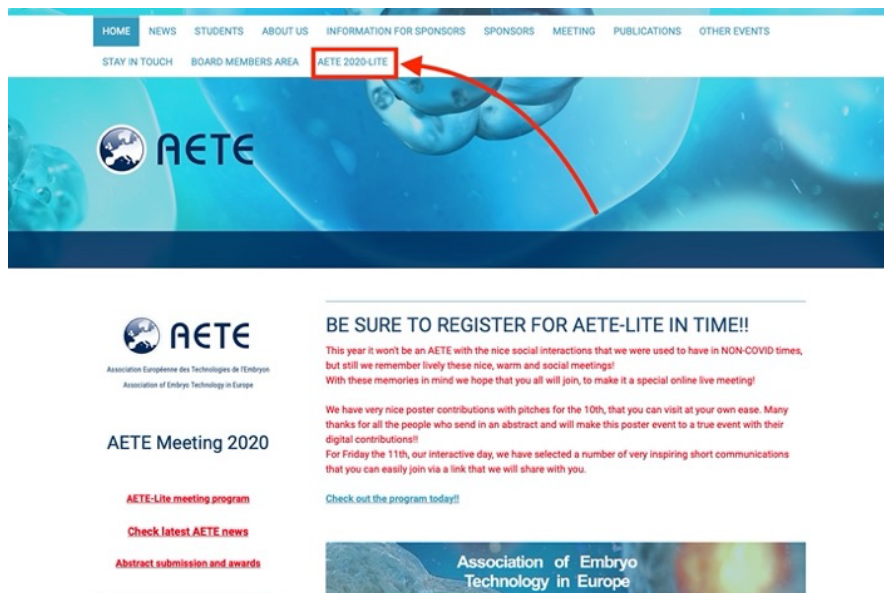 HOME NEWS STUDENTS ABOUT US INFORMATION FOR SPONSORS SPONSORS MEETING PUBLICATIONS OTHER EVENTS
STAY IN TOUCH BOARD MEMBERS AREA AETE 2020-LITE
AETE
AETE
Association Européenne des Technologies de l'Embryon
Association of Embryo Technology in Europe
AETE Meeting 2020
AETE-Lite meeting program
Check latest AETE news
Abstract submission and awards
BE SURE TO REGISTER FOR AETE-LITE IN TIME!!
This year it won't be an AETE with the nice social interactions that we were used to have in NON-COVID times,
but still we remember lively these nice, warm and social meetings!
With these memories in mind we hope that you all will join, to make it a special online live meeting!
We have very nice poster contributions with pitches for the 10th, that you can visit at your own ease. Many
thanks for all the people who send in an abstract and will make this poster event to a true event with their
digital contributions!!
For Friday the 11th, our interactive day, we have selected a number of very inspiring short communications
that you can easily join via a link that we will share with you.
Check out the program today!!
Association of Embryo
Technology in Europe